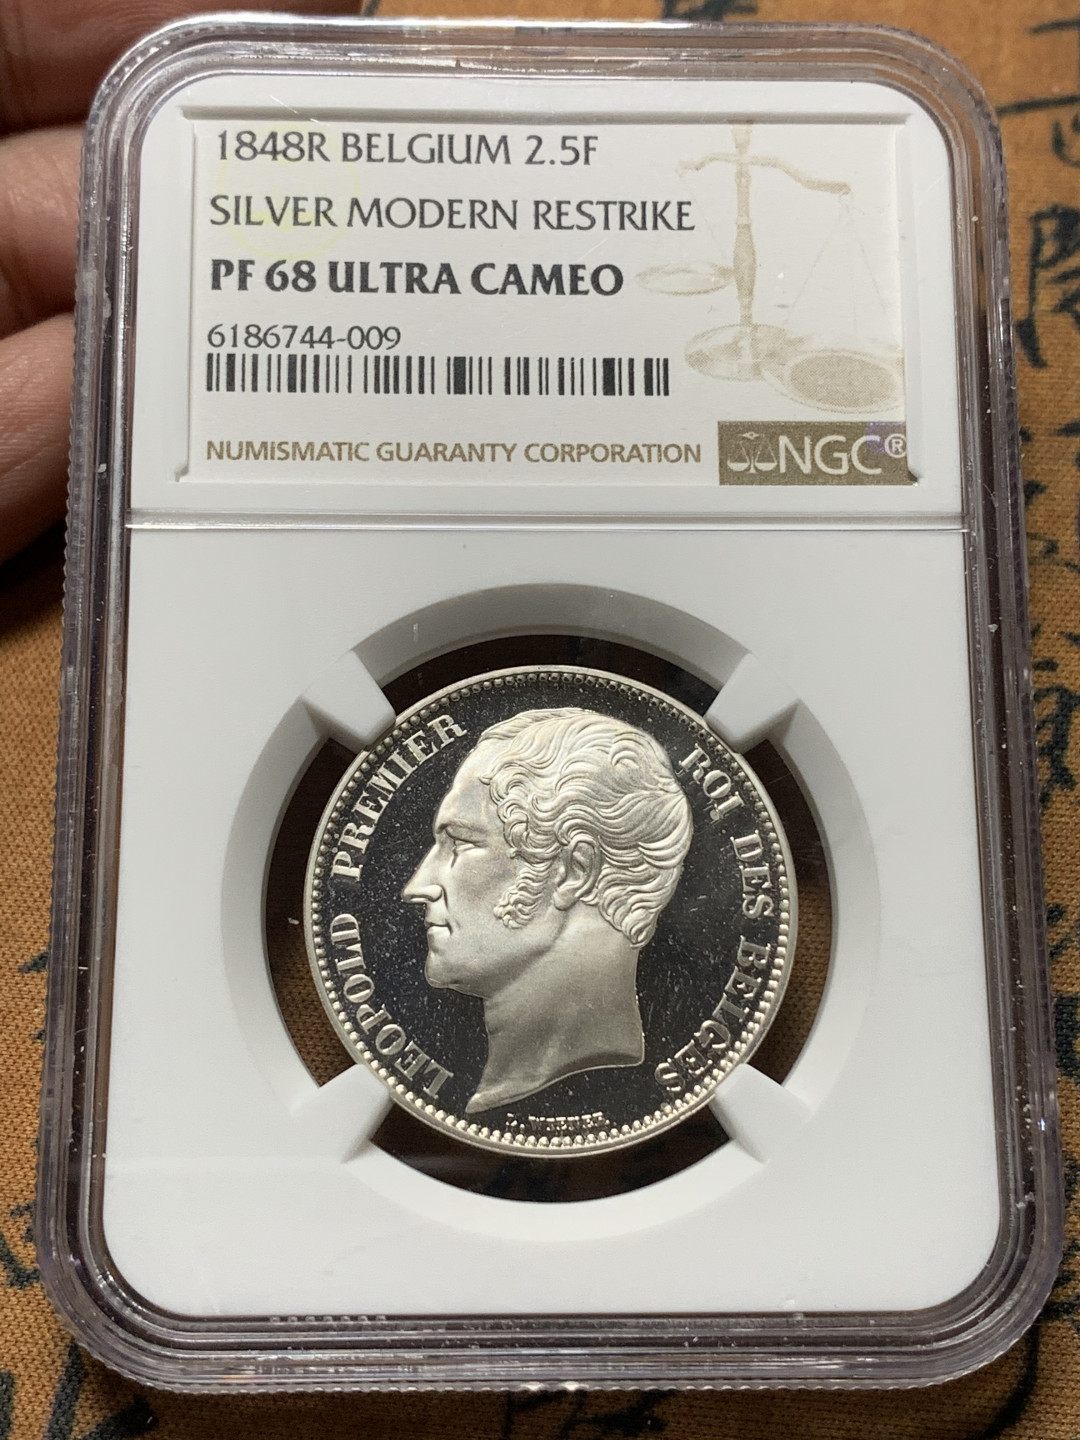 1848R BELGIUM 2.5F
SILVER MODERN RESTRIKE
PF 68 ULTRA CAMEO
6186744-009
NUMISMATIC GUARANTY CORPORATION
NGC®
LEOPOLD PREMIER
ROI DES BELGES
L. WIENER